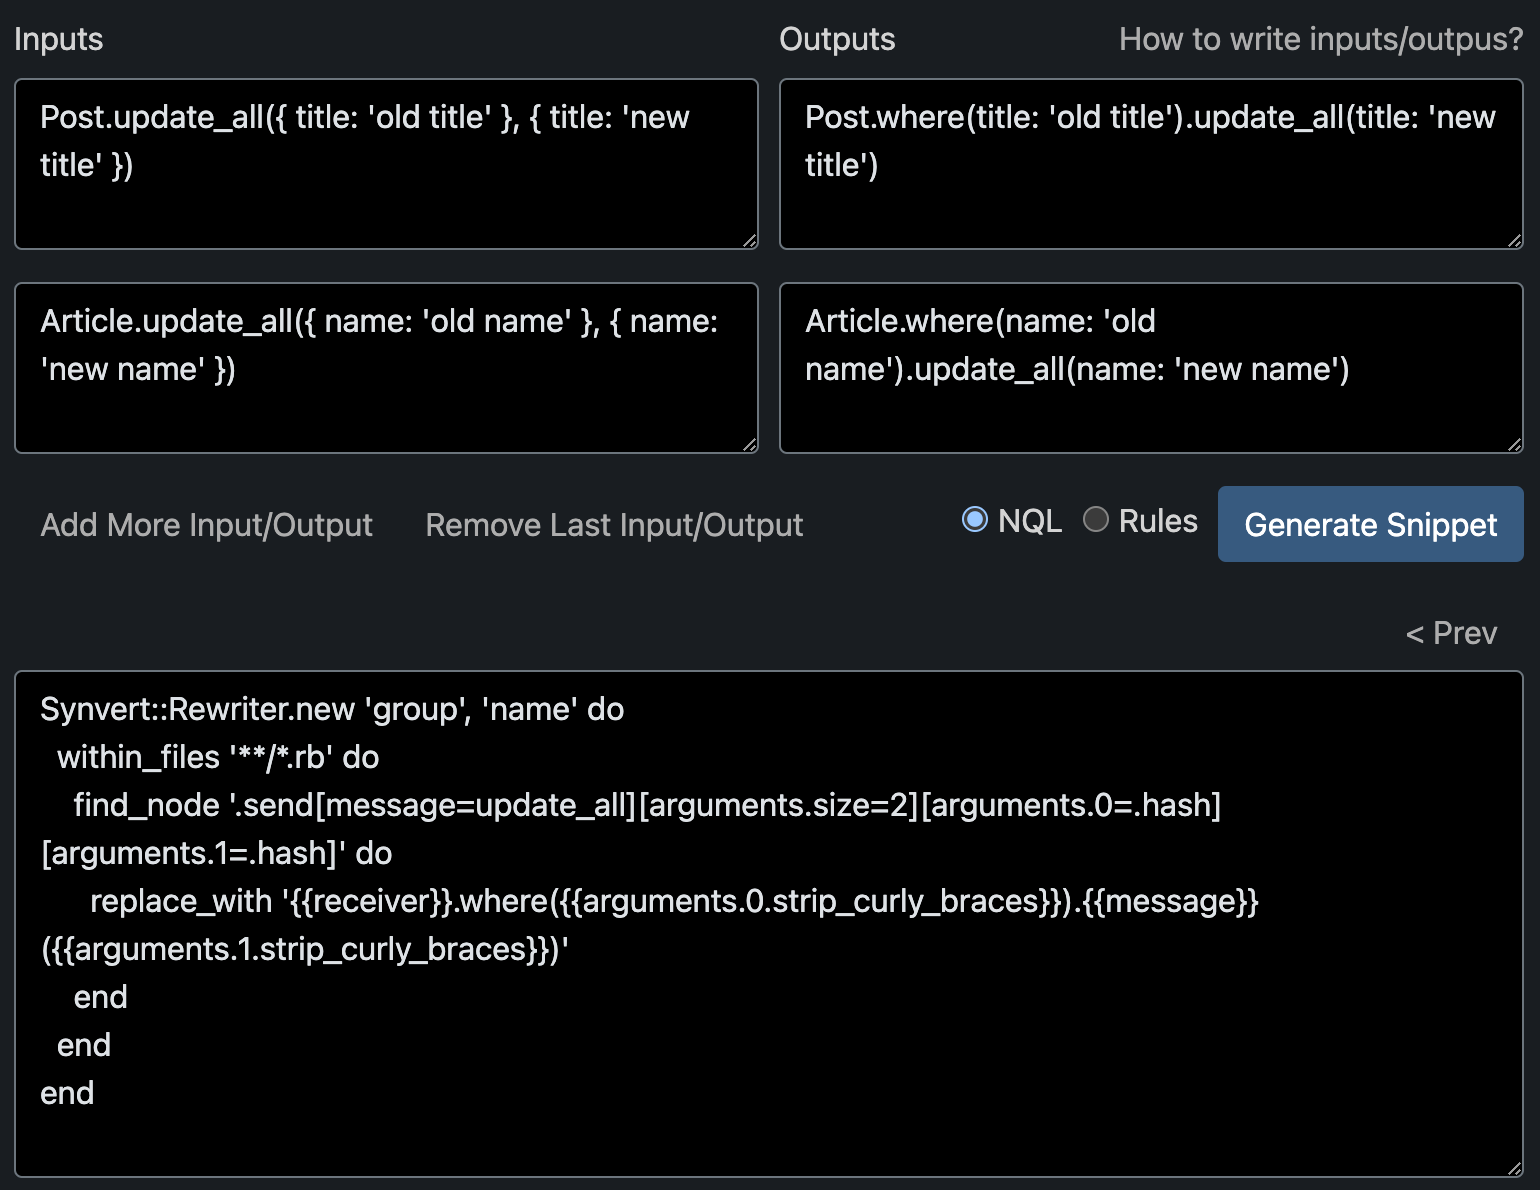 Inputs
Outputs
How to write inputs/outpus?
Post.update_all({ title: 'old title' }, { title: 'new
title' })
Post.where(title: 'old title').update_all(title: 'new
title')
Article.update_all({ name: 'old name' }, { name:
'new name' })
Article.where(name: 'old
name').update_all(name: 'new name')
Add More Input/Output
Remove Last Input/Output
NQL
Rules
Generate Snippet
< Prev
Synvert::Rewriter.new 'group', 'name' do
  within_files '**/*.rb' do
    find_node '.send[message=update_all][arguments.size=2][arguments.0=.hash]
[arguments.1=.hash]' do
      replace_with '{{receiver}}.where({{arguments.0.strip_curly_braces}}).{{message}}
({{arguments.1.strip_curly_braces}})'
    end
  end
end